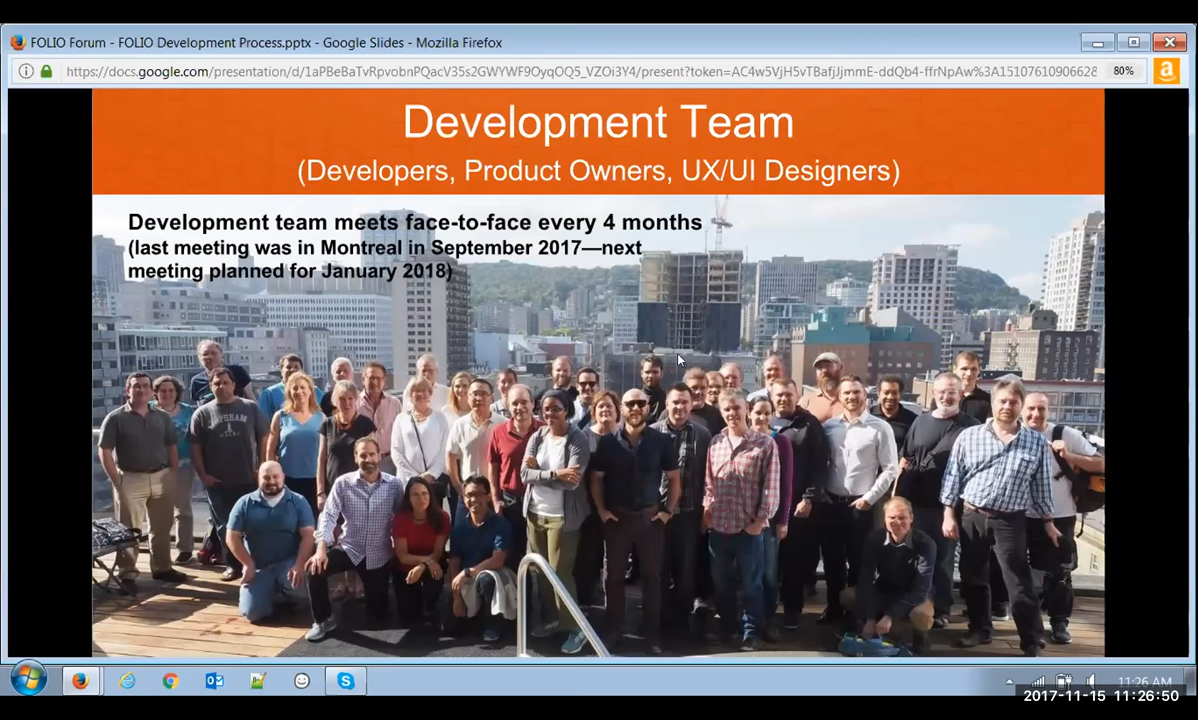 FOLIO Forum - FOLIO Development Process.pptx - Google Slides - Mozilla Firefox
https://docs.google.com/presentation/d/1aPBeBaTvRpvobnPQacV35s2GWYWF9OyqOQ5_VZOi3Y4/present?token=AC4w5VjH5vTBafjIjmmE-ddQb4-ffrNpAw%3A15107610906628
80%
Development Team
(Developers, Product Owners, UX/UI Designers)
Development team meets face-to-face every 4 months
(last meeting was in Montreal in September 2017—next
meeting planned for January 2018)
11:26 AM
2017-11-15 11:26:50